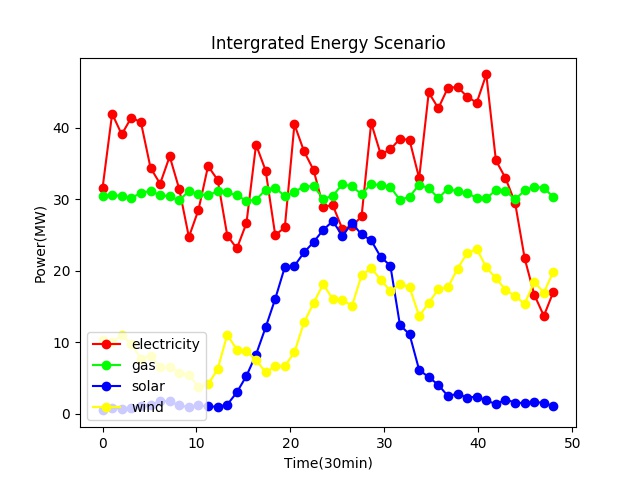 Intergrated Energy Scenario
Power(MW)
40
30
20
10
0
electricity
gas
solar
wind
0 10 20 30 40 50
Time(30min)